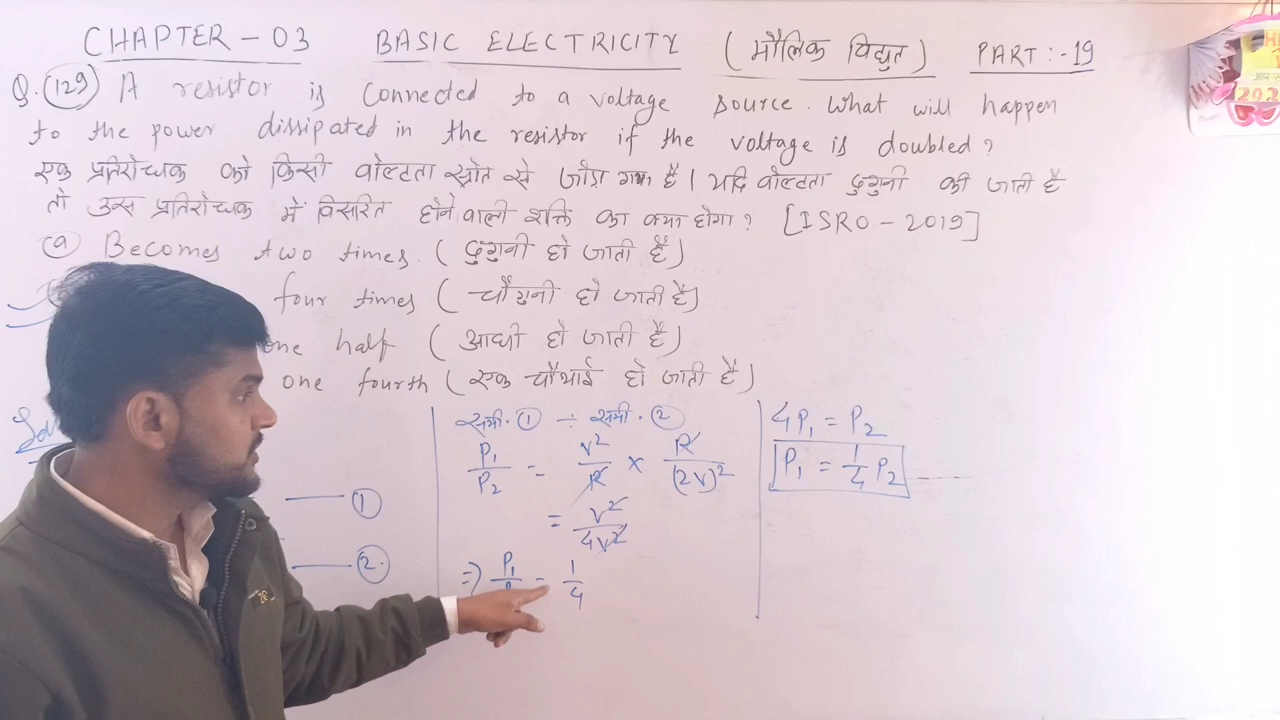 CHAPTER - 03 BASIC ELECTRICITY (मौलिक विद्युत) PART :- 19
Q. (129) A resistor is connected to a voltage source. What will happen
to the power dissipated in the resistor if the voltage is doubled?
एक प्रतिरोधक को किसी वोल्टता स्रोत से जोड़ा गया है। यदि वोल्टता दुगुनी की जाती है
तो उस प्रतिरोधक में विसरित होने वाली शक्ति का क्या होगा? [ISRO - 2019]
(a) Becomes two times. (दुगुनी हो जाती है)
four times (चौगुनी हो जाती है)
one half (आधी हो जाती है)
one fourth (एक चौथाई हो जाती है)
समी. ① ÷ समी. ②
P₁/P₂ = V²/R × R/(2V)²
= V²/4V²
⇒ P₁ = 1/4
4P₁ = P₂
P₁ = 1/4 P₂
①
②.